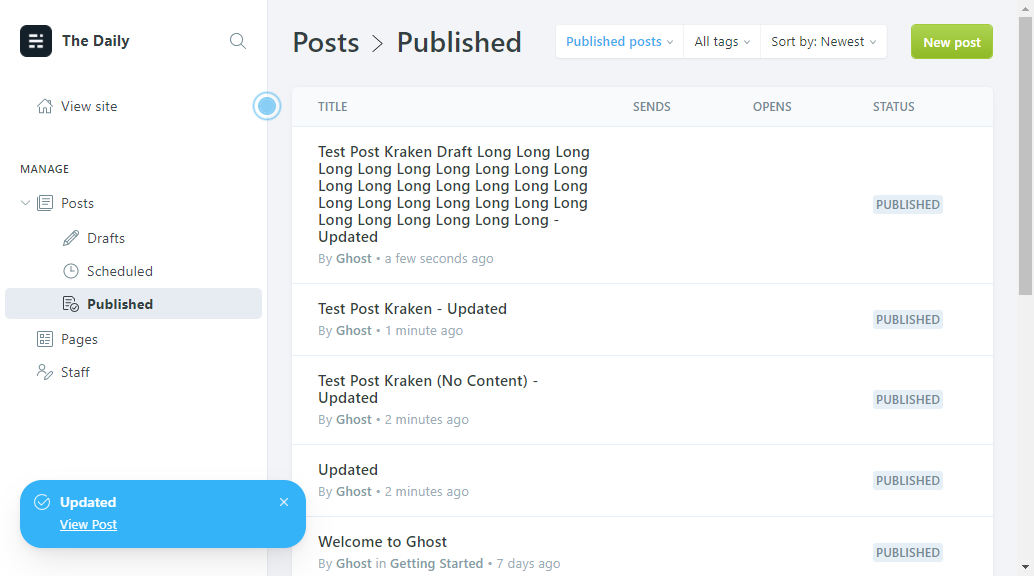 The Daily
Posts > Published
Published posts
All tags
Sort by: Newest
New post
View site
MANAGE
Posts
Drafts
Scheduled
Published
Pages
Staff
TITLE
SENDS
OPENS
STATUS
Test Post Kraken Draft Long Long Long
Long Long Long Long Long Long Long
Long Long Long Long Long Long Long
Long Long Long Long Long Long Long
Long Long Long Long Long Long -
Updated
By Ghost • a few seconds ago
PUBLISHED
Test Post Kraken - Updated
By Ghost • 1 minute ago
PUBLISHED
Test Post Kraken (No Content) -
Updated
By Ghost • 2 minutes ago
PUBLISHED
Updated
By Ghost • 2 minutes ago
PUBLISHED
Welcome to Ghost
By Ghost in Getting Started • 7 days ago
PUBLISHED
Updated
View Post